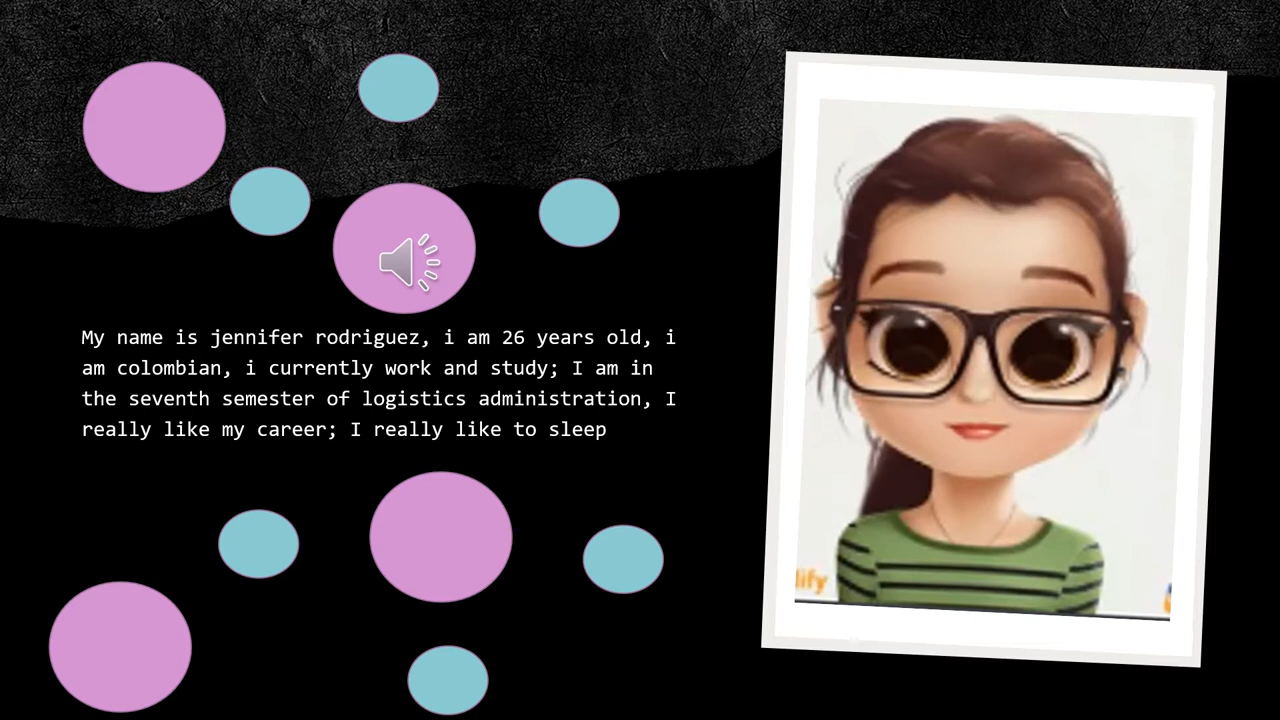 My name is jennifer rodriguez, i am 26 years old, i
am colombian, i currently work and study; I am in
the seventh semester of logistics administration, I
really like my career; I really like to sleep
lify